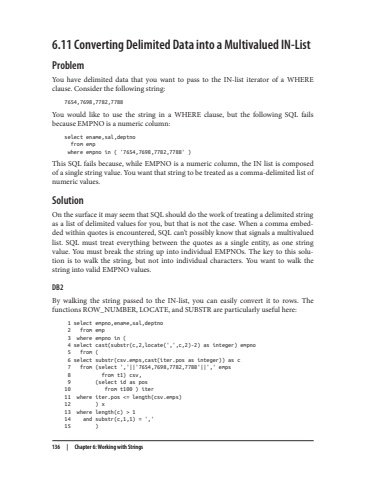 6.11 Converting Delimited Data into a Multivalued IN-List
Problem
You have delimited data that you want to pass to the IN-list iterator of a WHERE
clause. Consider the following string:
7654,7698,7782,7788
You would like to use the string in a WHERE clause, but the following SQL fails
because EMPNO is a numeric column:
select ename,sal,deptno
from emp
where empno in ( '7654,7698,7782,7788' )
This SQL fails because, while EMPNO is a numeric column, the IN list is composed
of a single string value. You want that string to be treated as a comma-delimited list of
numeric values.
Solution
On the surface it may seem that SQL should do the work of treating a delimited string
as a list of delimited values for you, but that is not the case. When a comma embed-
ded within quotes is encountered, SQL can't possibly know that signals a multivalued
list. SQL must treat everything between the quotes as a single entity, as one string
value. You must break the string up into individual EMPNOs. The key to this solu-
tion is to walk the string, but not into individual characters. You want to walk the
string into valid EMPNO values.
DB2
By walking the string passed to the IN-list, you can easily convert it to rows. The
functions ROW_NUMBER, LOCATE, and SUBSTR are particularly useful here:
1 select empno,ename,sal,deptno
2 from emp
3 where empno in (
4 select cast(substr(c,2,locate(',',c,2)-2) as integer) empno
5 from (
6 select substr(csv.emps,cast(iter.pos as integer)) as c
7 from (select ','||'7654,7698,7782,7788'||',' emps
8 from t1) csv,
9 (select id as pos
10 from t100 ) iter
11 where iter.pos <= length(csv.emps)
12 ) x
13 where length(c) > 1
14 and substr(c,1,1) = ','
15 )
136 | Chapter 6: Working with Strings